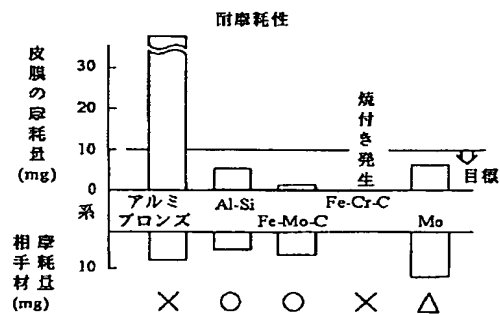 耐摩耗性
皮膜の摩耗量
(mg)
30
20
10
0
焼付き発生
目標
系
アルミ
ブロンズ
Al-Si
Fe-Mo-C
Fe-Cr-C
Mo
相手材
摩耗量
(mg)
10
× ○ ○ × △